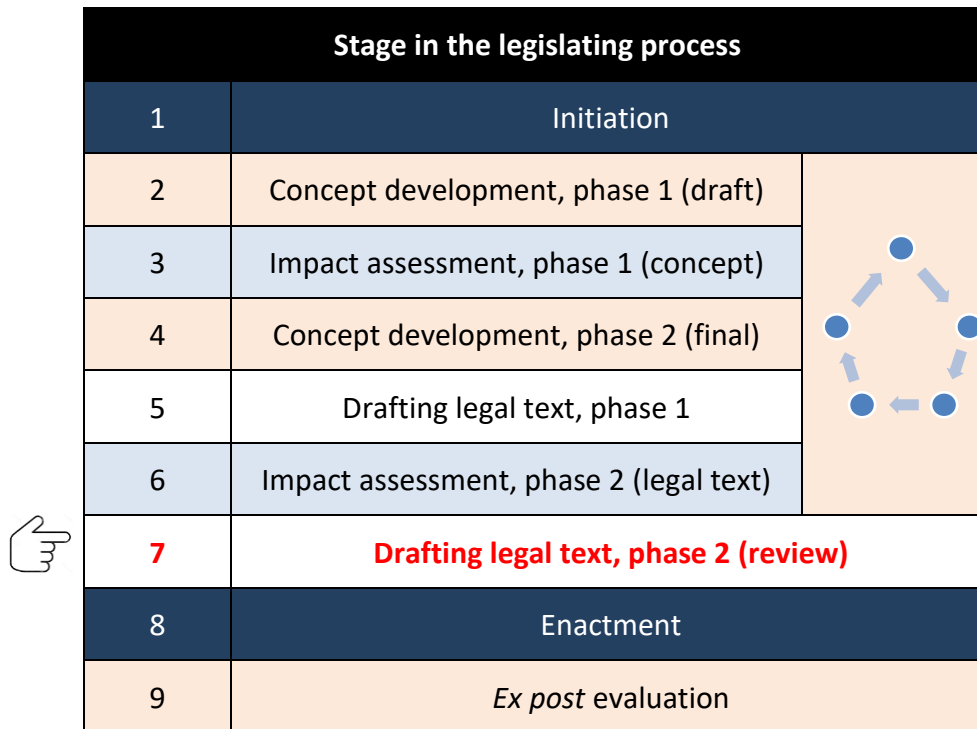 Stage in the legislating process
1 Initiation
2 Concept development, phase 1 (draft)
3 Impact assessment, phase 1 (concept)
4 Concept development, phase 2 (final)
5 Drafting legal text, phase 1
6 Impact assessment, phase 2 (legal text)
7 Drafting legal text, phase 2 (review)
8 Enactment
9 Ex post evaluation